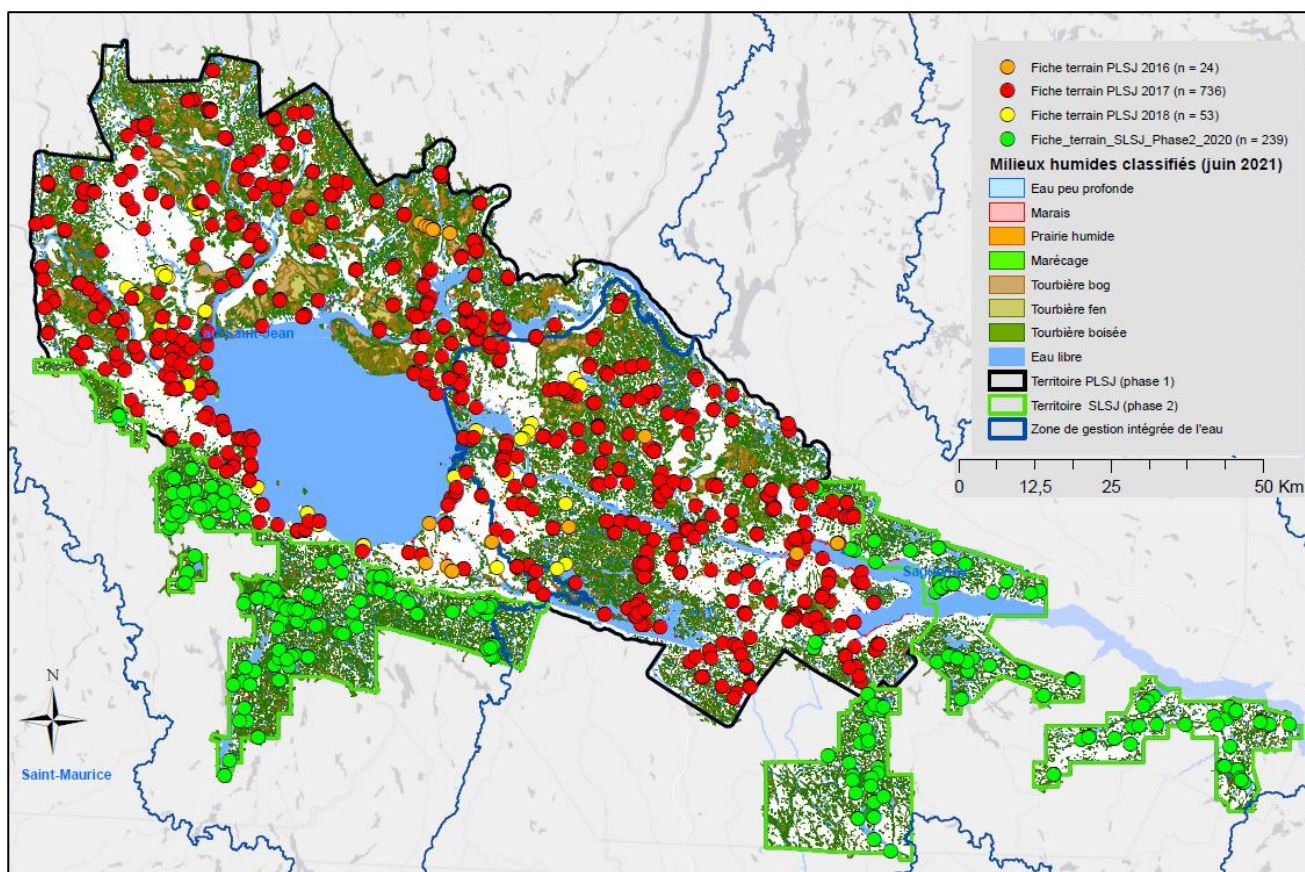 Fiche terrain PLSJ 2016 (n = 24)
Fiche terrain PLSJ 2017 (n = 736)
Fiche terrain PLSJ 2018 (n = 53)
Fiche_terrain_SLSJ_Phase2_2020 (n = 239)
Milieux humides classifiés (juin 2021)
Eau peu profonde
Marais
Prairie humide
Marécage
Tourbière bog
Tourbière fen
Tourbière boisée
Eau libre
Territoire PLSJ (phase 1)
Territoire SLSJ (phase 2)
Zone de gestion intégrée de l'eau
0 12,5 25 50 Km
N
Saint-Maurice